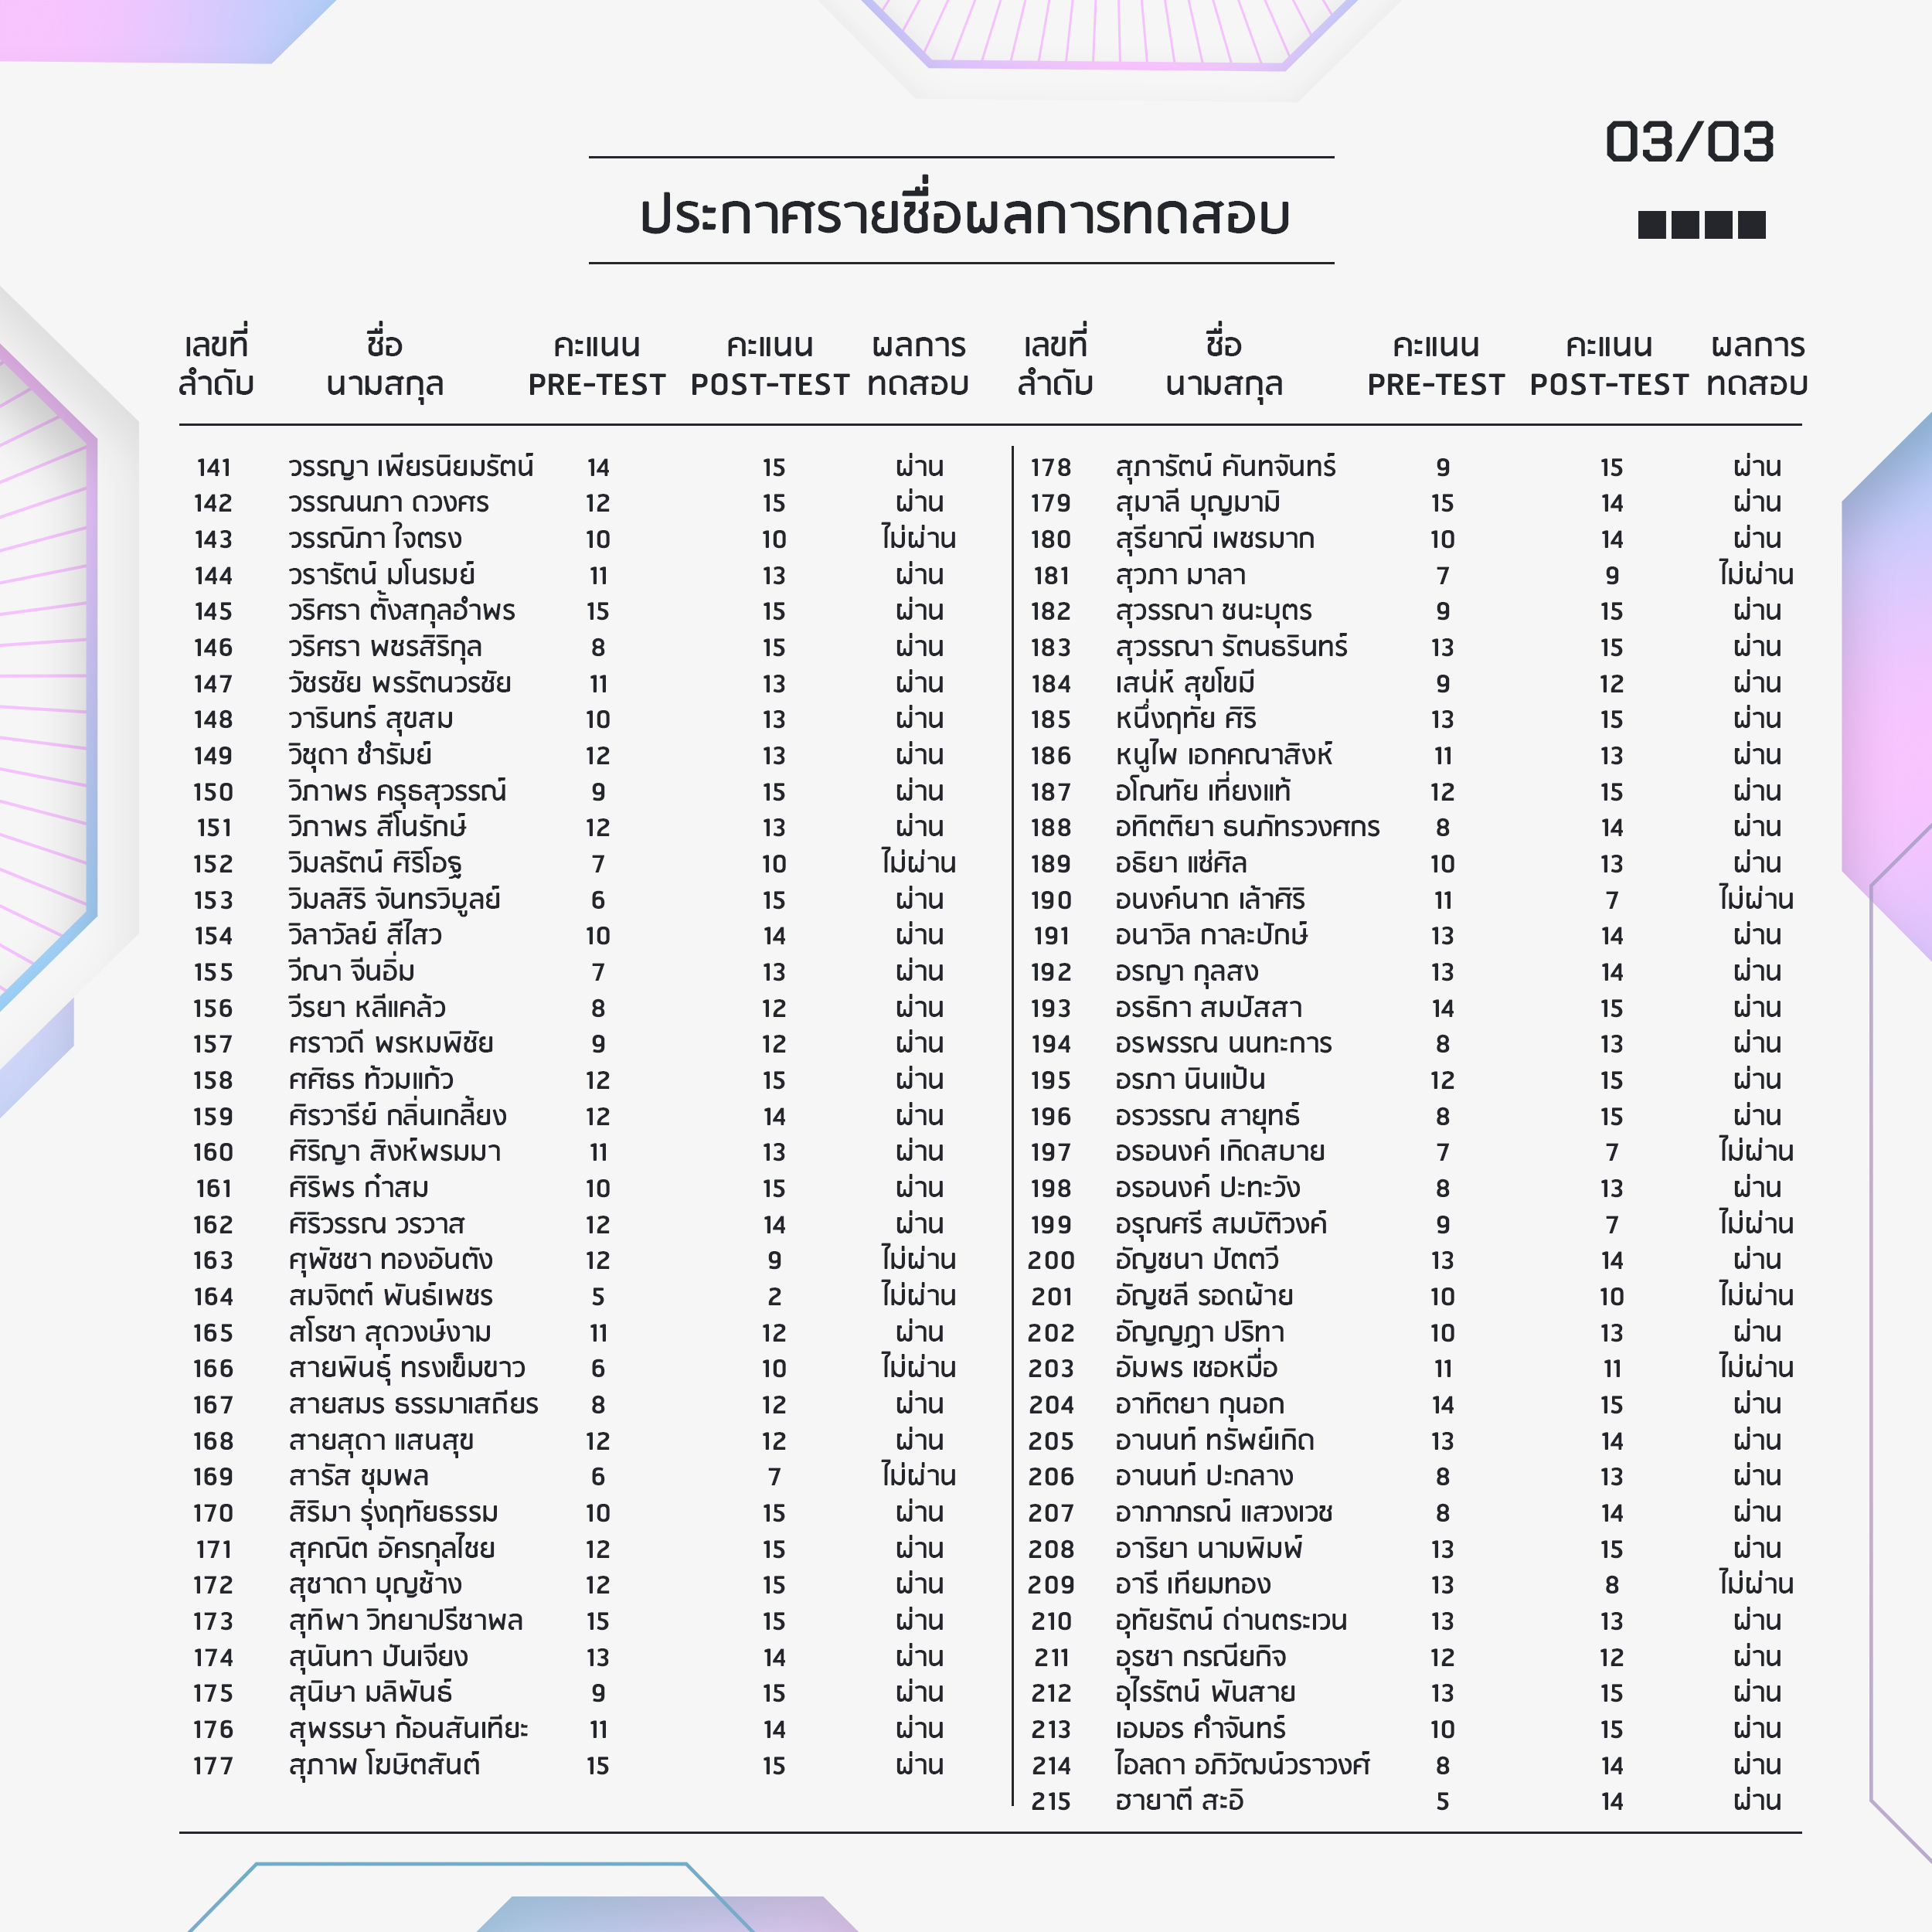 03/03
ประกาศรายชื่อผลการทดสอบ
เลขที่ ชื่อ คะแนน คะแนน ผลการ เลขที่ ชื่อ คะแนน คะแนน ผลการ
ลำดับ นามสกุล PRE-TEST POST-TEST ทดสอบ ลำดับ นามสกุล PRE-TEST POST-TEST ทดสอบ
141 วรรญา เพียรนิยมรัตน์ 14 15 ผ่าน
142 วรรณนภา ดวงศร 12 15 ผ่าน
143 วรรณิภา ใจตรง 10 10 ไม่ผ่าน
144 วรารัตน์ มโนรมย์ 11 13 ผ่าน
145 วริศรา ตั้งสกุลอำพร 15 15 ผ่าน
146 วริศรา พชรสิริกุล 8 15 ผ่าน
147 วัชรชัย พรรัตนวรชัย 11 13 ผ่าน
148 วารินทร์ สุขสม 10 13 ผ่าน
149 วิชุดา ชำรัมย์ 12 13 ผ่าน
150 วิภาพร ครุธสุวรรณ์ 9 15 ผ่าน
151 วิภาพร สีโนรักษ์ 12 13 ผ่าน
152 วิมลรัตน์ ศิริโอฐ 7 10 ไม่ผ่าน
153 วิมลสิริ จันทรวิบูลย์ 6 15 ผ่าน
154 วิลาวัลย์ สีไสว 10 14 ผ่าน
155 วีณา จีนอิ่ม 7 13 ผ่าน
156 วีรยา หลีแคล้ว 8 12 ผ่าน
157 ศราวดี พรหมพิชัย 9 12 ผ่าน
158 ศศิธร ท้วมแก้ว 12 15 ผ่าน
159 ศิรวารีย์ กลิ่นเกลี้ยง 12 14 ผ่าน
160 ศิริญา สิงห์พรมมา 11 13 ผ่าน
161 ศิริพร ก๋าสม 10 15 ผ่าน
162 ศิริวรรณ วรวาส 12 14 ผ่าน
163 ศุพัชชา ทองอันตัง 12 9 ไม่ผ่าน
164 สมจิตต์ พันธ์เพชร 5 2 ไม่ผ่าน
165 สโรชา สุดวงษ์งาม 11 12 ผ่าน
166 สายพินธุ์ ทรงเข็มขาว 6 10 ไม่ผ่าน
167 สายสมร ธรรมาเสถียร 8 12 ผ่าน
168 สายสุดา แสนสุข 12 12 ผ่าน
169 สารัส ชุมพล 6 7 ไม่ผ่าน
170 สิริมา รุ่งฤทัยธรรม 10 15 ผ่าน
171 สุคณิต อัครกุลไชย 12 15 ผ่าน
172 สุชาดา บุญช้าง 12 15 ผ่าน
173 สุทิพา วิทยาปรีชาพล 15 15 ผ่าน
174 สุนันทา ปันเจียง 13 14 ผ่าน
175 สุนิษา มลิพันธ์ 9 15 ผ่าน
176 สุพรรษา ก้อนสันเทียะ 11 14 ผ่าน
177 สุภาพ โฆษิตสันต์ 15 15 ผ่าน
178 สุภารัตน์ คันทจันทร์ 9 15 ผ่าน
179 สุมาลี บุญมามิ 15 14 ผ่าน
180 สุรียาณี เพชรมาก 10 14 ผ่าน
181 สุวภา มาลา 7 9 ไม่ผ่าน
182 สุวรรณา ชนะบุตร 9 15 ผ่าน
183 สุวรรณา รัตนธรินทร์ 13 15 ผ่าน
184 เสน่ห์ สุขโขมี 9 12 ผ่าน
185 หนึ่งฤทัย ศิริ 13 15 ผ่าน
186 หนูไพ เอกคณาสิงห์ 11 13 ผ่าน
187 อโณทัย เที่ยงแท้ 12 15 ผ่าน
188 อทิตติยา ธนภัทรวงศกร 8 14 ผ่าน
189 อธิยา แซ่ศิล 10 13 ผ่าน
190 อนงค์นาถ เล้าศิริ 11 7 ไม่ผ่าน
191 อนาวิล กาละปักษ์ 13 14 ผ่าน
192 อรญา กุลสง 13 14 ผ่าน
193 อรธิกา สมปัสสา 14 15 ผ่าน
194 อรพรรณ นนทะการ 8 13 ผ่าน
195 อรภา นินแป้น 12 15 ผ่าน
196 อรวรรณ สายุทธ์ 8 15 ผ่าน
197 อรอนงค์ เกิดสบาย 7 7 ไม่ผ่าน
198 อรอนงค์ ปะทะวัง 8 13 ผ่าน
199 อรุณศรี สมบัติวงค์ 9 7 ไม่ผ่าน
200 อัญชนา ปัตตวี 13 14 ผ่าน
201 อัญชลี รอดผ้าย 10 10 ไม่ผ่าน
202 อัญญฎา ปริทา 10 13 ผ่าน
203 อัมพร เชอหมื่อ 11 11 ไม่ผ่าน
204 อาทิตยา กุนอก 14 15 ผ่าน
205 อานนท์ ทรัพย์เกิด 13 14 ผ่าน
206 อานนท์ ปะกลาง 8 13 ผ่าน
207 อาภาภรณ์ แสวงเวช 8 14 ผ่าน
208 อาริยา นามพิมพ์ 13 15 ผ่าน
209 อารี เทียมทอง 13 8 ไม่ผ่าน
210 อุทัยรัตน์ ด่านตระเวน 13 13 ผ่าน
211 อุรชา กรณียกิจ 12 12 ผ่าน
212 อุไรรัตน์ พันสาย 13 15 ผ่าน
213 เอมอร คำจันทร์ 10 15 ผ่าน
214 ไอลดา อภิวัฒน์วราวงศ์ 8 14 ผ่าน
215 ฮายาตี สะอิ 5 14 ผ่าน